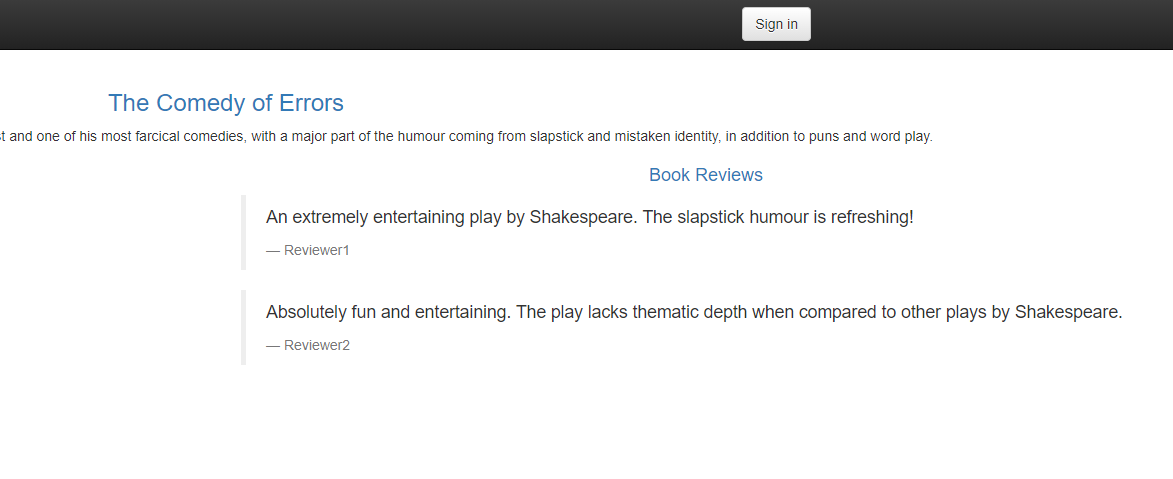 Sign in
The Comedy of Errors
and one of his most farcical comedies, with a major part of the humour coming from slapstick and mistaken identity, in addition to puns and word play.
Book Reviews
An extremely entertaining play by Shakespeare. The slapstick humour is refreshing!
— Reviewer1
Absolutely fun and entertaining. The play lacks thematic depth when compared to other plays by Shakespeare.
— Reviewer2